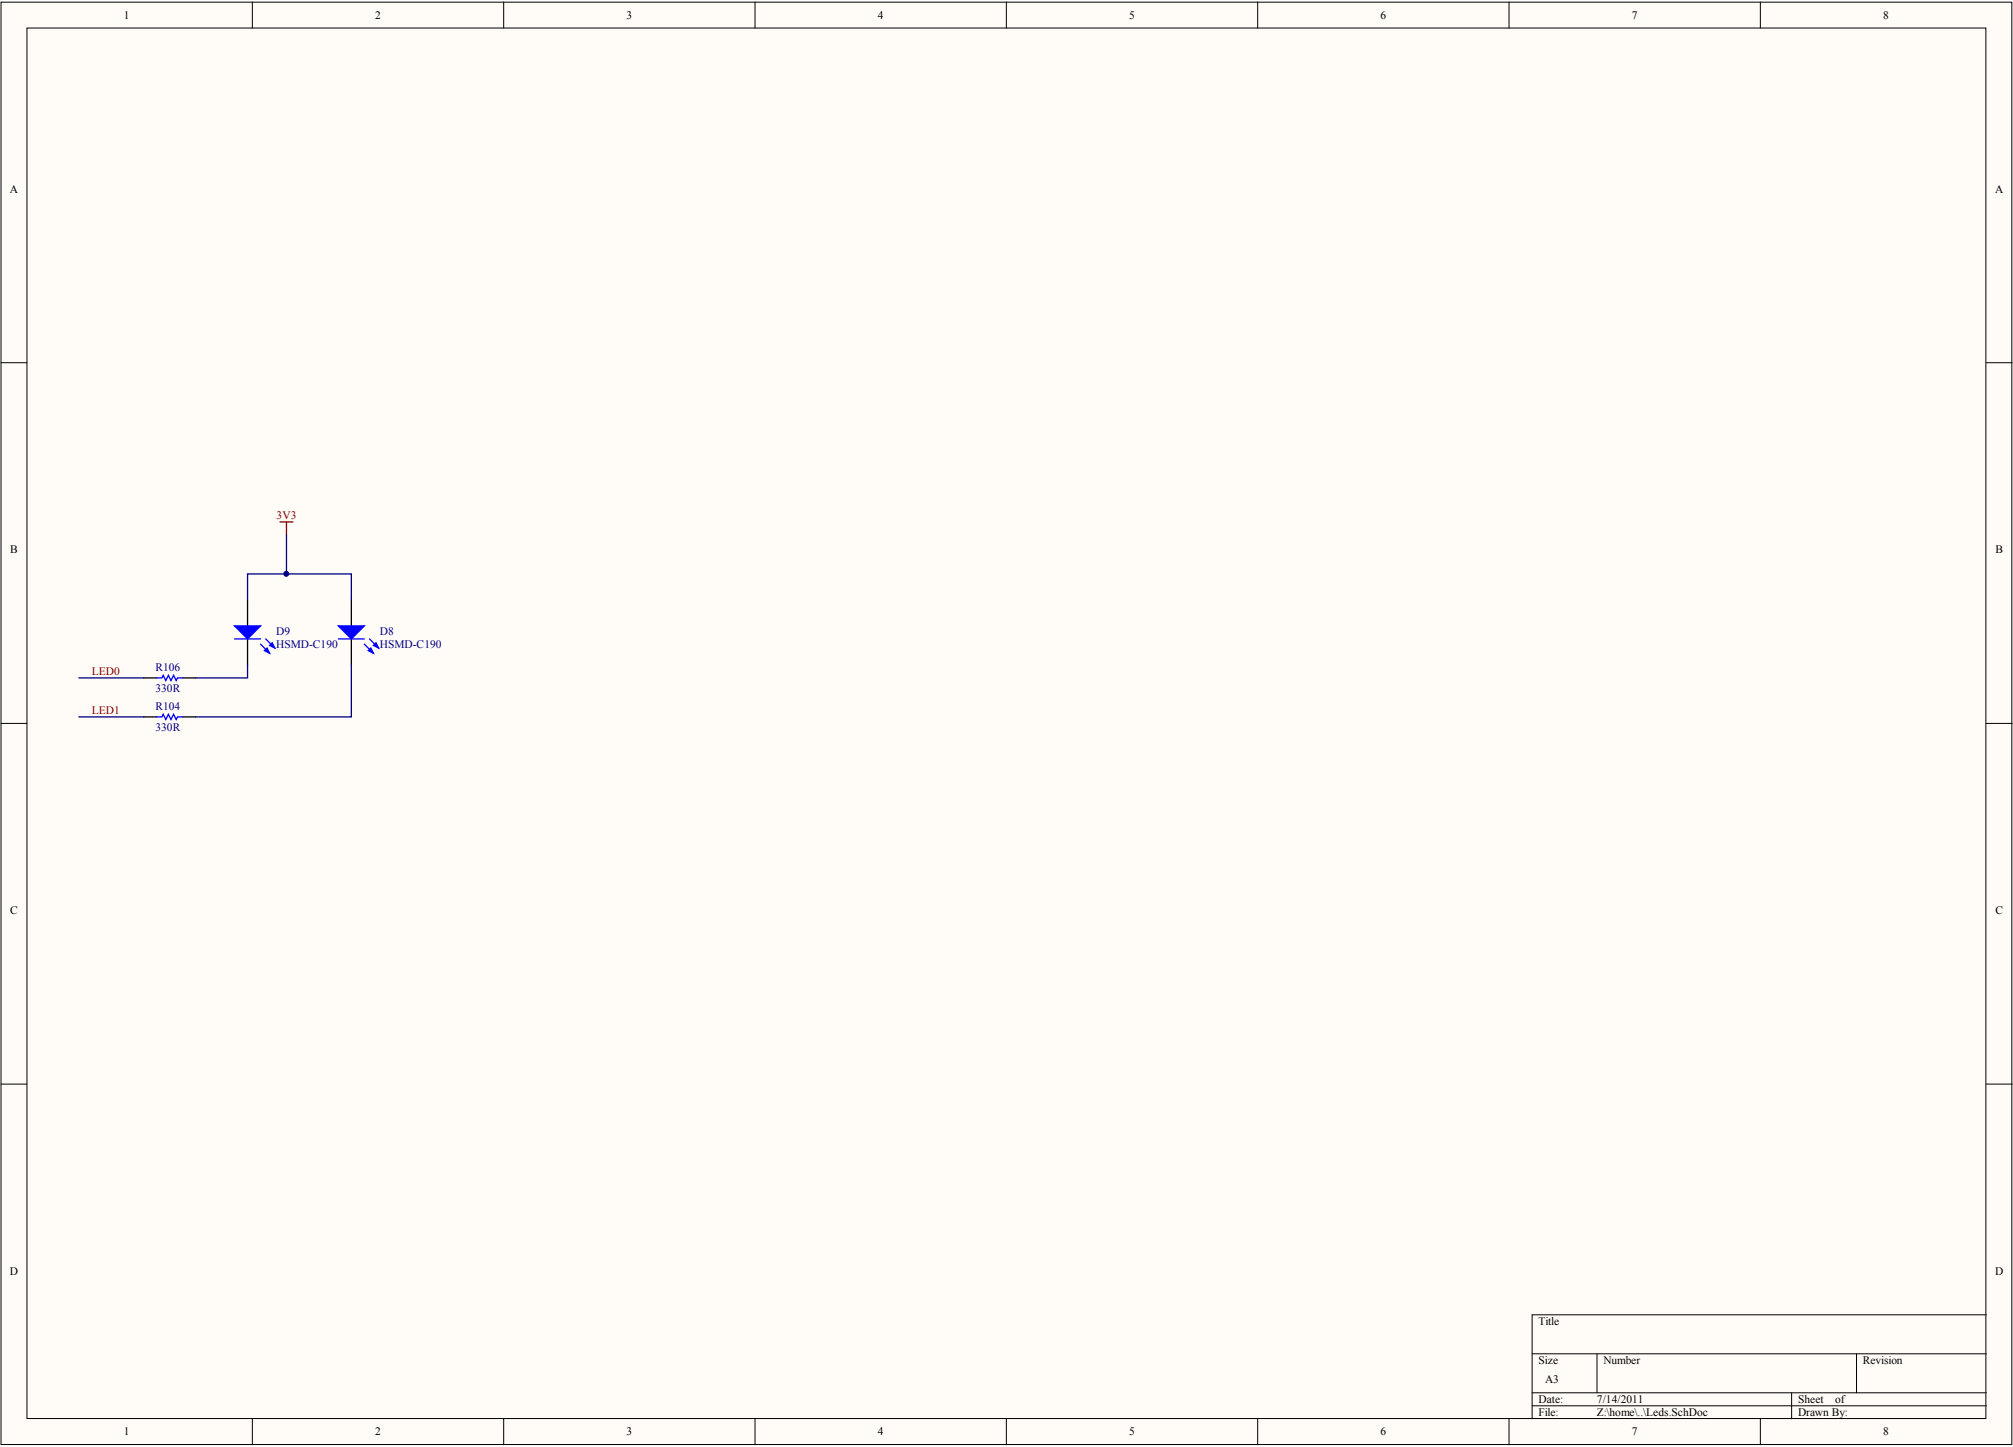 1 2 3 4 5 6 7 8
A A
3V3
B B
D9 D8
HSMD-C190 HSMD-C190
LED0 R106
330R
LED1 R104
330R
C C
D D
Title
Size Number Revision
A3
Date: 7/14/2011 Sheet of
File: Z:\home\..\Leds.SchDoc Drawn By:
1 2 3 4 5 6 7 8